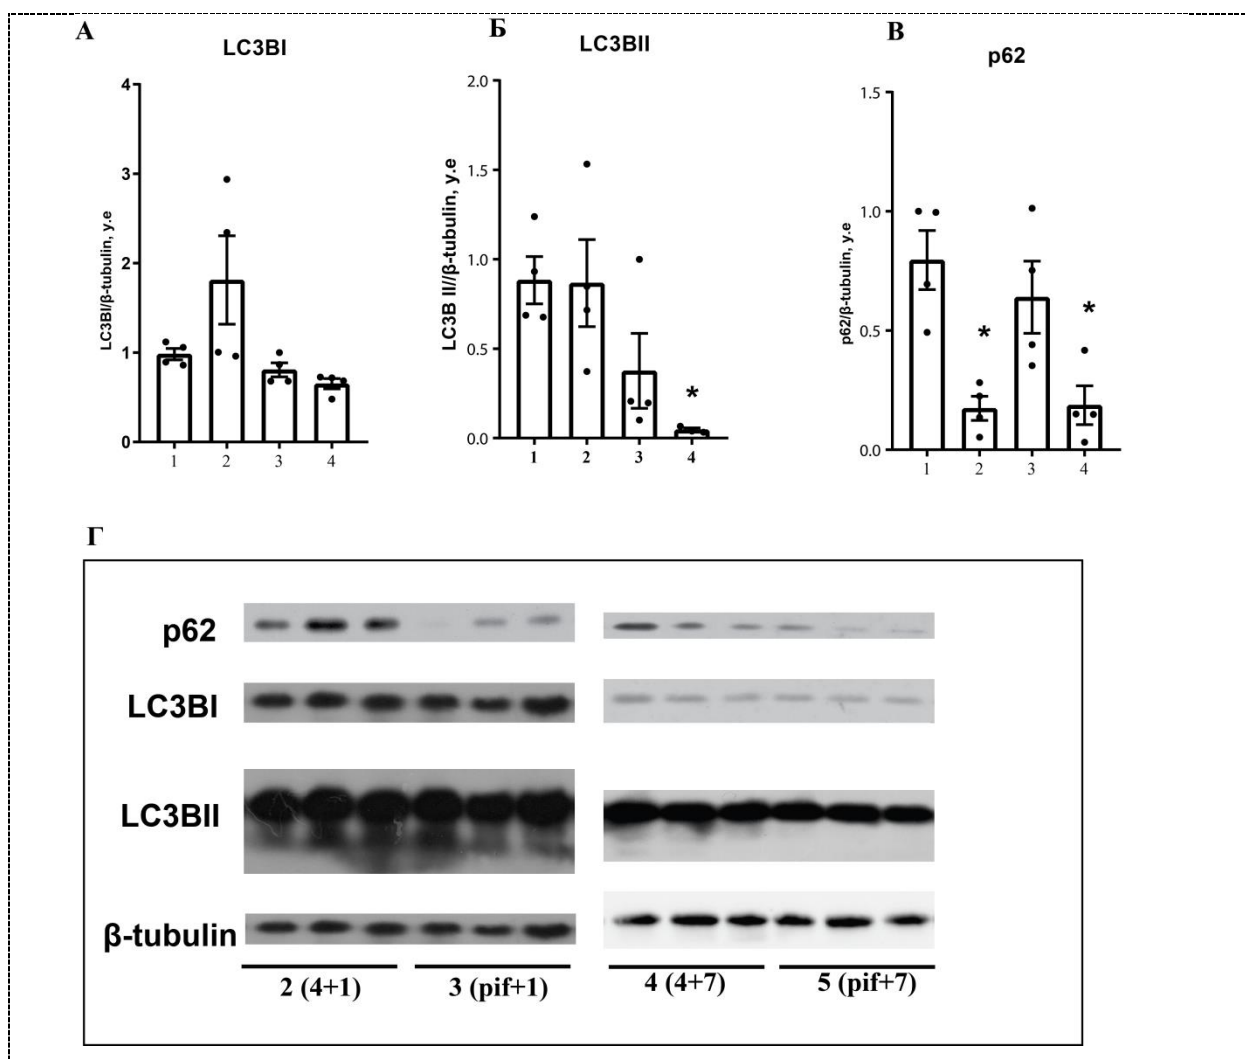 А
LC3BI
4
3
2
1
0
LC3BI/β-tubulin, y.e
1 2 3 4
Б
LC3BII
2.0
1.5
1.0
0.5
0.0
LC3B II//β-tubulin, y.e
*
1 2 3 4
В
p62
1.5
1.0
0.5
0.0
p62/β-tubulin, y.e
* *
1 2 3 4
Г
p62
LC3BI
LC3BII
β-tubulin
2 (4+1) 3 (pif+1) 4 (4+7) 5 (pif+7)